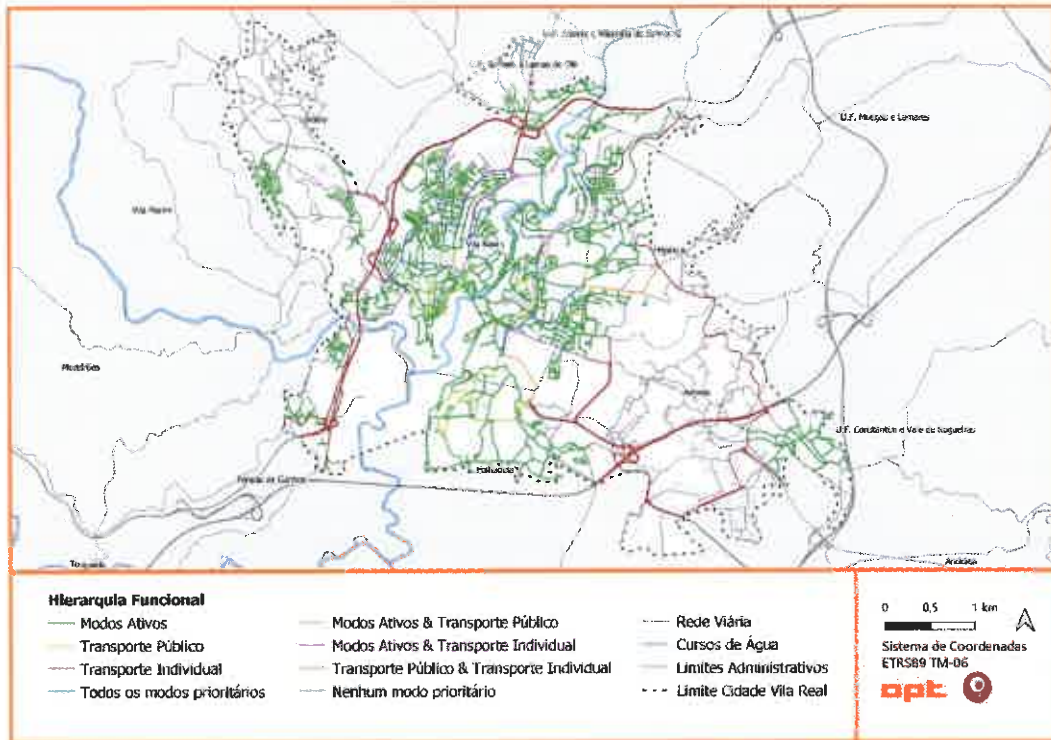 U.F. Mouçós e Lamares
Vila Real
Mondrões
U.F. Constantim e Vale de Nogueiras
Folhadela
Hierarquia Funcional
Modos Ativos
Transporte Público
Transporte Individual
Todos os modos prioritários
Modos Ativos & Transporte Público
Modos Ativos & Transporte Individual
Transporte Público & Transporte Individual
Nenhum modo prioritário
Rede Viária
Cursos de Água
Limites Administrativos
Limite Cidade Vila Real
0 0,5 1 km
Sistema de Coordenadas
ETRS89 TM-06
opt